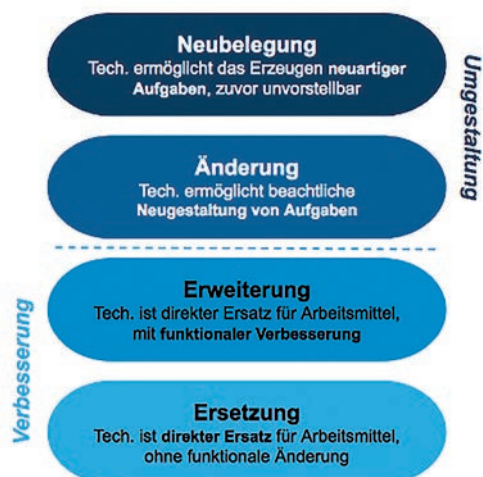 Neubelegung
Tech. ermöglicht das Erzeugen neuartiger
Aufgaben, zuvor unvorstellbar
Umgestaltung
Änderung
Tech. ermöglicht beachtliche
Neugestaltung von Aufgaben
Erweiterung
Tech. ist direkter Ersatz für Arbeitsmittel,
mit funktionaler Verbesserung
Verbesserung
Ersetzung
Tech. ist direkter Ersatz für Arbeitsmittel,
ohne funktionale Änderung